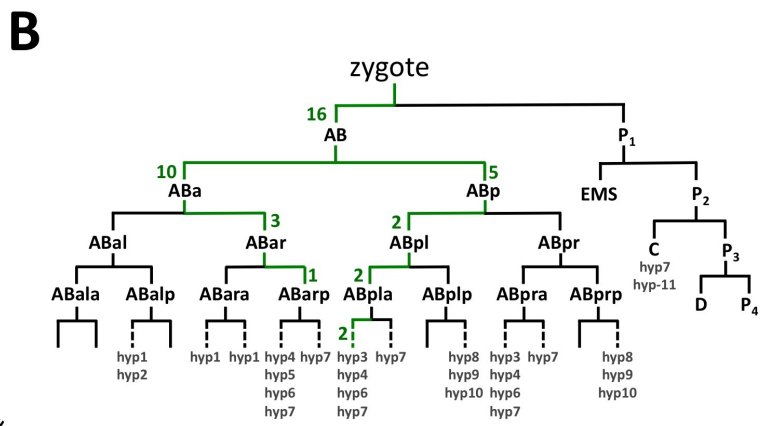 B
zygote
16
AB P1
10 5
ABa ABp EMS P2
3 2
ABal ABar ABpl ABpr C P3
hyp7
hyp-11
1 2
ABala ABalp ABara ABarp ABpla ABplp ABpra ABprp D P4
2
hyp1 hyp1 hyp1 hyp4 hyp7 hyp3 hyp7 hyp8 hyp3 hyp7 hyp8
hyp2 hyp5 hyp4 hyp9 hyp4 hyp9
hyp6 hyp6 hyp10 hyp6 hyp10
hyp7 hyp7 hyp7